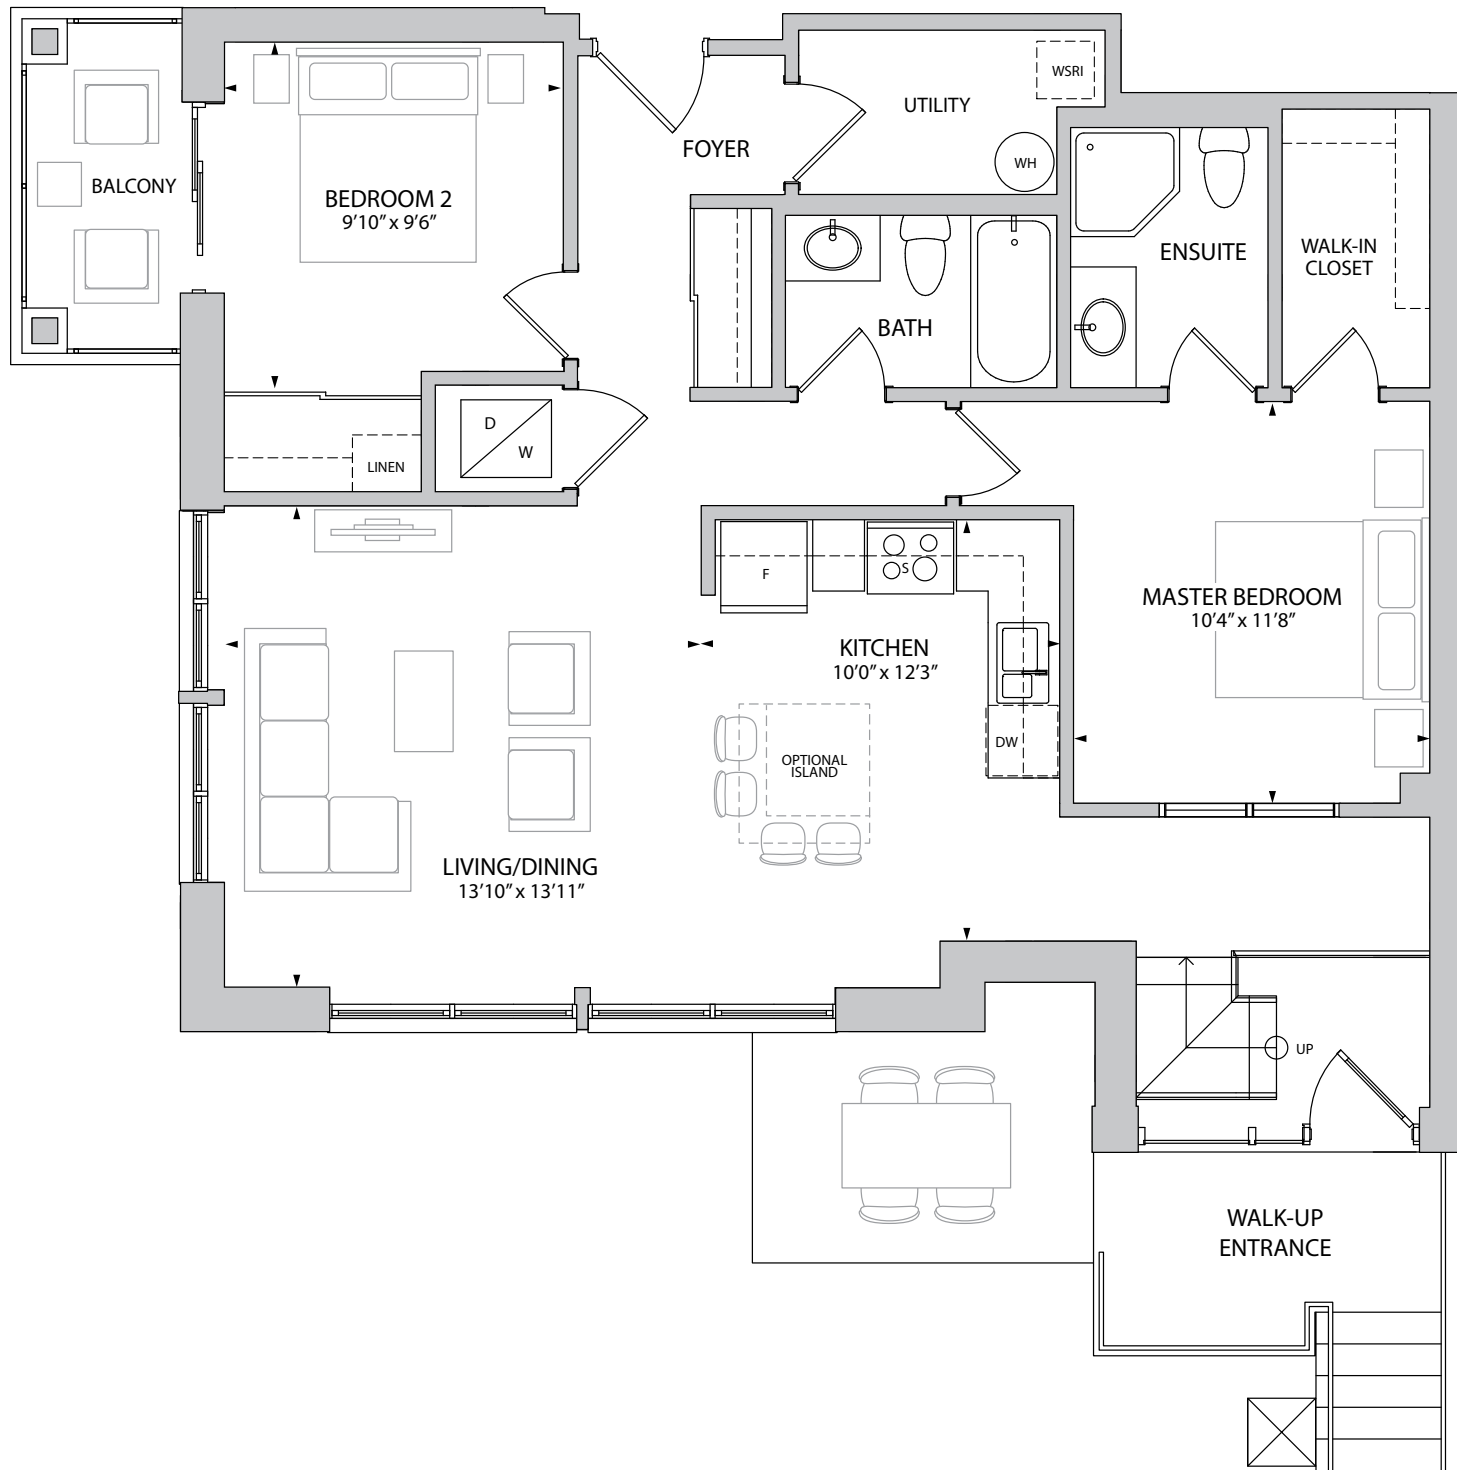 WSRI
UTILITY
FOYER
WH
BALCONY
BEDROOM 2
9'10" x 9'6"
ENSUITE
WALK-IN
CLOSET
BATH
D
W
LINEN
F
S
MASTER BEDROOM
10'4" x 11'8"
KITCHEN
10'0" x 12'3"
DW
OPTIONAL
ISLAND
LIVING/DINING
13'10" x 13'11"
UP
WALK-UP
ENTRANCE